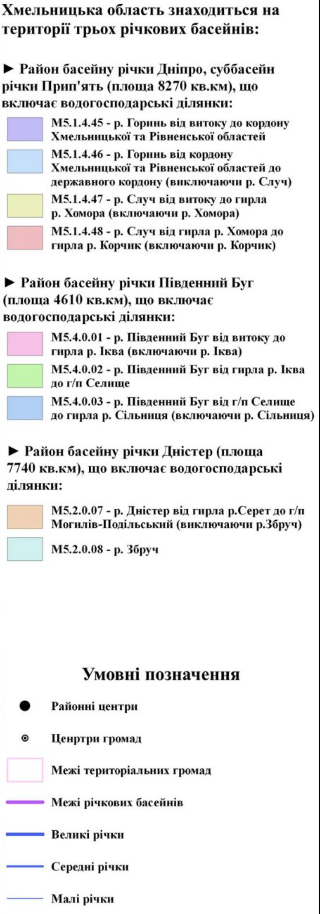 Хмельницька область знаходиться на
території трьох річкових басейнів:
► Район басейну річки Дніпро, суббасейн
річки Прип'ять (площа 8270 кв.км), що
включає водогосподарські ділянки:
М5.1.4.45 - р. Горинь від витоку до кордону
Хмельницької та Рівненської областей
М5.1.4.46 - р. Горинь від кордону
Хмельницької та Рівненської областей до
державного кордону (виключаючи р. Случ)
М5.1.4.47 - р. Случ від витоку до гирла
р. Хомора (включаючи р. Хомора)
М5.1.4.48 - р. Случ від гирла р. Хомора до
гирла р. Корчик (включаючи р. Корчик)
► Район басейну річки Південний Буг
(площа 4610 кв.км), що включає
водогосподарські ділянки:
М5.4.0.01 - р. Південний Буг від витоку до
гирла р. Іква (включаючи р. Іква)
М5.4.0.02 - р. Південний Буг від гирла р. Іква
до г/п Селище
М5.4.0.03 - р. Південний Буг від г/п Селище
до гирла р. Сільниця (включаючи р. Сільниця)
► Район басейну річки Дністер (площа
7740 кв.км), що включає водогосподарські
ділянки:
М5.2.0.07 - р. Дністер від гирла р.Серет до г/п
Могилів-Подільський (виключаючи р.Збруч)
М5.2.0.08 - р. Збруч
Умовні позначення
Районні центри
Ценртри громад
Межі територіальних громад
Межі річкових басейнів
Великі річки
Середні річки
Малі річки